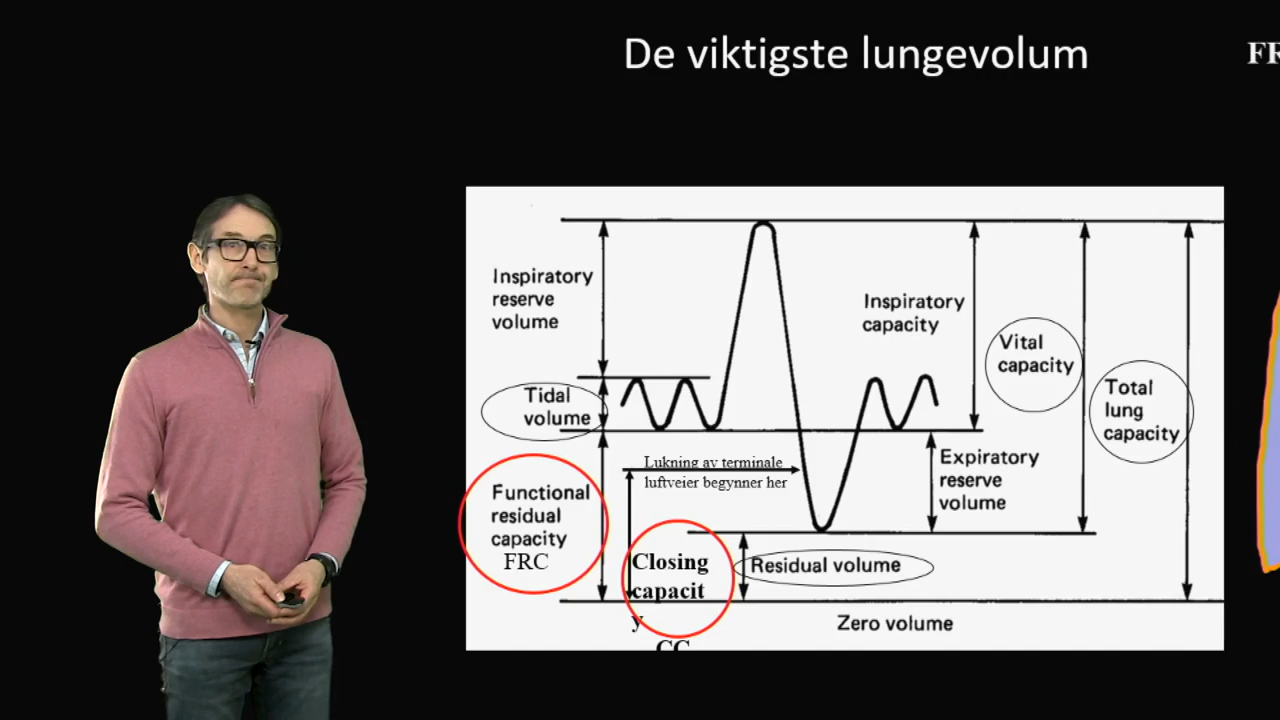 De viktigste lungevolum
Inspiratory
reserve
volume
Tidal
volume
Functional
residual
capacity
FRC
Lukning av terminale
luftveier begynner her
Closing
capacit
y
CC
Residual volume
Inspiratory
capacity
Expiratory
reserve
volume
Vital
capacity
Total
lung
capacity
Zero volume